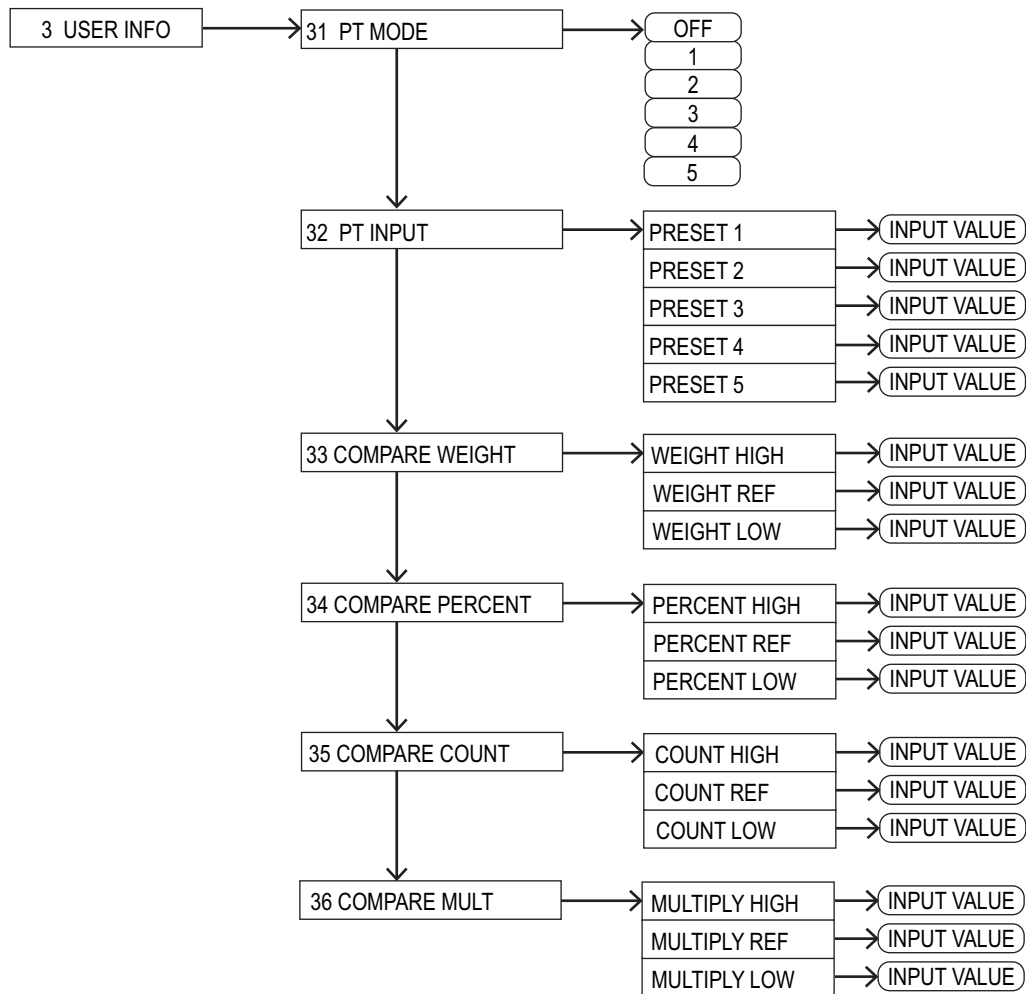 3 USER INFO
31 PT MODE
OFF
1
2
3
4
5
32 PT INPUT
PRESET 1
INPUT VALUE
PRESET 2
INPUT VALUE
PRESET 3
INPUT VALUE
PRESET 4
INPUT VALUE
PRESET 5
INPUT VALUE
33 COMPARE WEIGHT
WEIGHT HIGH
INPUT VALUE
WEIGHT REF
INPUT VALUE
WEIGHT LOW
INPUT VALUE
34 COMPARE PERCENT
PERCENT HIGH
INPUT VALUE
PERCENT REF
INPUT VALUE
PERCENT LOW
INPUT VALUE
35 COMPARE COUNT
COUNT HIGH
INPUT VALUE
COUNT REF
INPUT VALUE
COUNT LOW
INPUT VALUE
36 COMPARE MULT
MULTIPLY HIGH
INPUT VALUE
MULTIPLY REF
INPUT VALUE
MULTIPLY LOW
INPUT VALUE